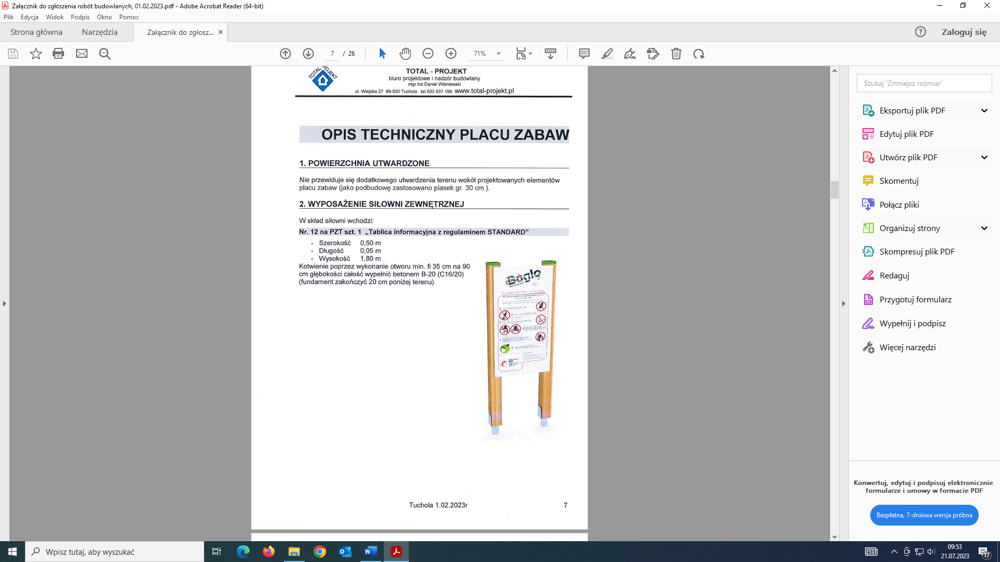 Załącznik do zgłoszenia robót budowlanych, 01.02.2023.pdf - Adobe Acrobat Reader (64-bit)
Plik Edycja Widok Podpis Okno Pomoc
Strona główna Narzędzia Załącznik do zgłosz... Zaloguj się
7 / 26 71%
TOTAL PROJEKT
TOTAL - PROJEKT
biuro projektowe i nadzór budowlany
mgr inż Daniel Wiśniewski
ul. Wiejska 27 89-500 Tuchola tel.503 537 156 www.total-projekt.pl
OPIS TECHNICZNY PLACU ZABAW
1. POWIERZCHNIA UTWARDZONE
Nie przewiduje się dodatkowego utwardzenia terenu wokół projektowanych elementów
placu zabaw (jako podbudowę zastosowano piasek gr. 30 cm ).
2. WYPOSAŻENIE SIŁOWNI ZEWNĘTRZNEJ
W skład siłowni wchodzi:
Nr. 12 na PZT szt. 1 „Tablica informacyjna z regulaminem STANDARD”
• Szerokość 0,50 m
• Długość 0,05 m
• Wysokość 1,80 m
Kotwienie poprzez wykonanie otworu min. fi 35 cm na 90
cm głębokości całość wypełnić betonem B-20 (C16/20)
(fundament zakończyć 20 cm poniżej terenu)
Buglo
112
Tuchola 1.02.2023r 7
Szukaj 'Zmniejsz rozmiar'
Eksportuj plik PDF
Edytuj plik PDF
Utwórz plik PDF
Skomentuj
Połącz pliki
Organizuj strony
Skompresuj plik PDF
Redaguj
Przygotuj formularz
Wypełnij i podpisz
Więcej narzędzi
Konwertuj, edytuj i podpisuj elektronicznie
formularze i umowy w formacie PDF
Bezpłatna, 7-dniowa wersja próbna
Wpisz tutaj, aby wyszukać
09:53
21.07.2023
17